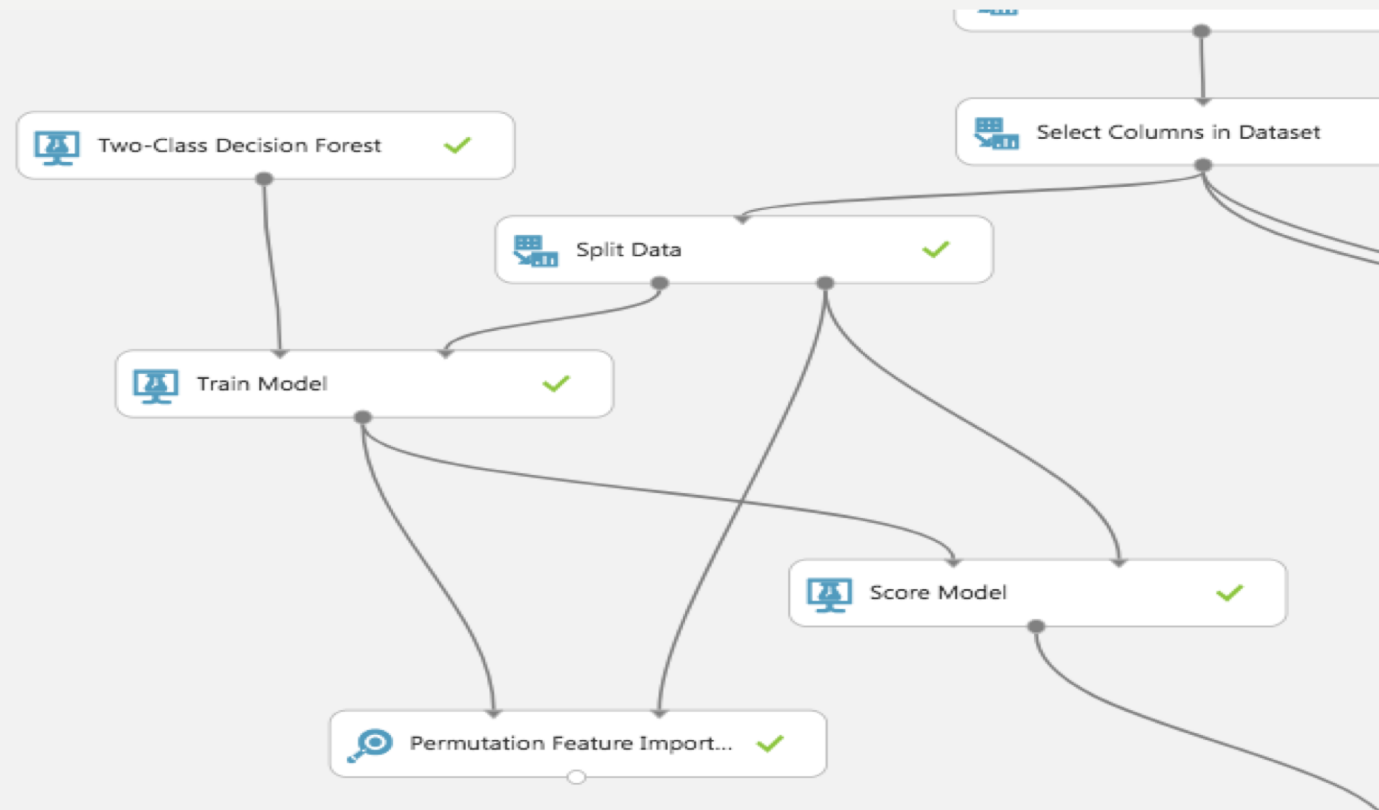 Two-Class Decision Forest
Select Columns in Dataset
Split Data
Train Model
Score Model
Permutation Feature Import...